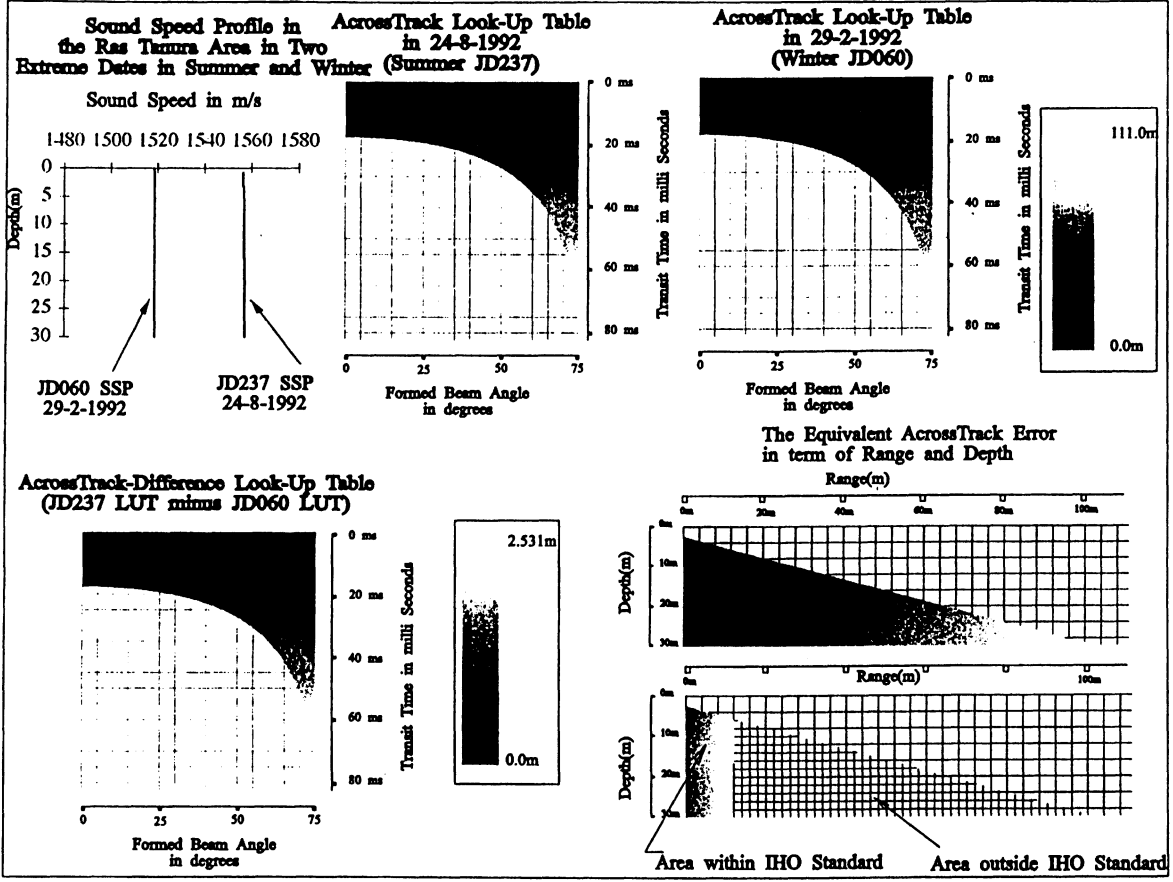 Sound Speed Profile in
the Ras Tanura Area in Two
Extreme Dates in Summer and Winter
Sound Speed in m/s
1480 1500 1520 1540 1560 1580
Depth(m)
0
5
10
15
20
25
30
JD060 SSP
29-2-1992
JD237 SSP
24-8-1992
AcrossTrack Look-Up Table
in 24-8-1992
(Summer JD237)
0 ms
20 ms
40 ms
60 ms
80 ms
Transit Time in milli Seconds
0 25 50 75
Formed Beam Angle
in degrees
AcrossTrack Look-Up Table
in 29-2-1992
(Winter JD060)
0 ms
20 ms
40 ms
60 ms
80 ms
Transit Time in milli Seconds
0 25 50 75
Formed Beam Angle
in degrees
111.0m
0.0m
AcrossTrack-Difference Look-Up Table
(JD237 LUT minus JD060 LUT)
0 ms
20 ms
40 ms
60 ms
80 ms
Transit Time in milli Seconds
0 25 50 75
Formed Beam Angle
in degrees
2.531m
0.0m
The Equivalent AcrossTrack Error
in term of Range and Depth
Range(m)
0m 20m 40m 60m 80m 100m
Depth(m)
0m
10m
20m
30m
0m Range(m) 100m
Depth(m)
0m
10m
20m
30m
Area within IHO Standard
Area outside IHO Standard